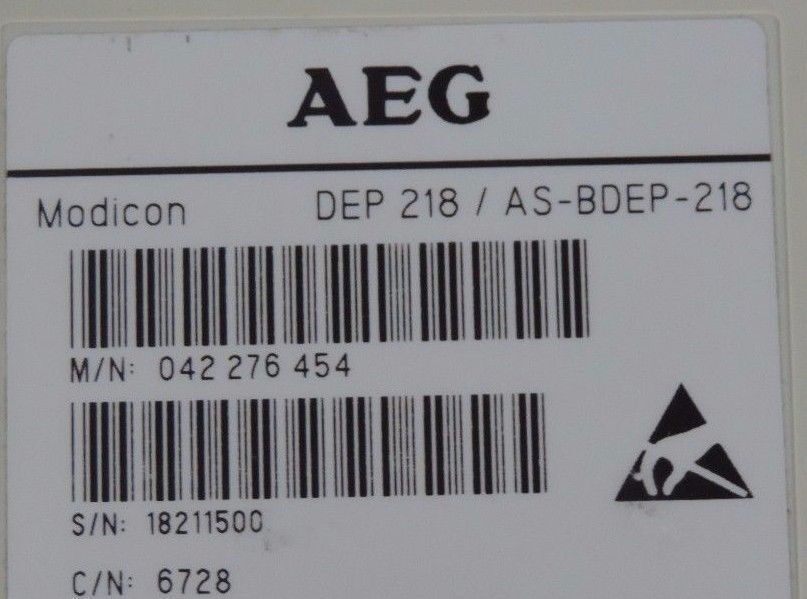 AEG
Modicon DEP 218 / AS-BDEP-218
M/N: 042 276 454
S/N: 18211500
C/N: 6728